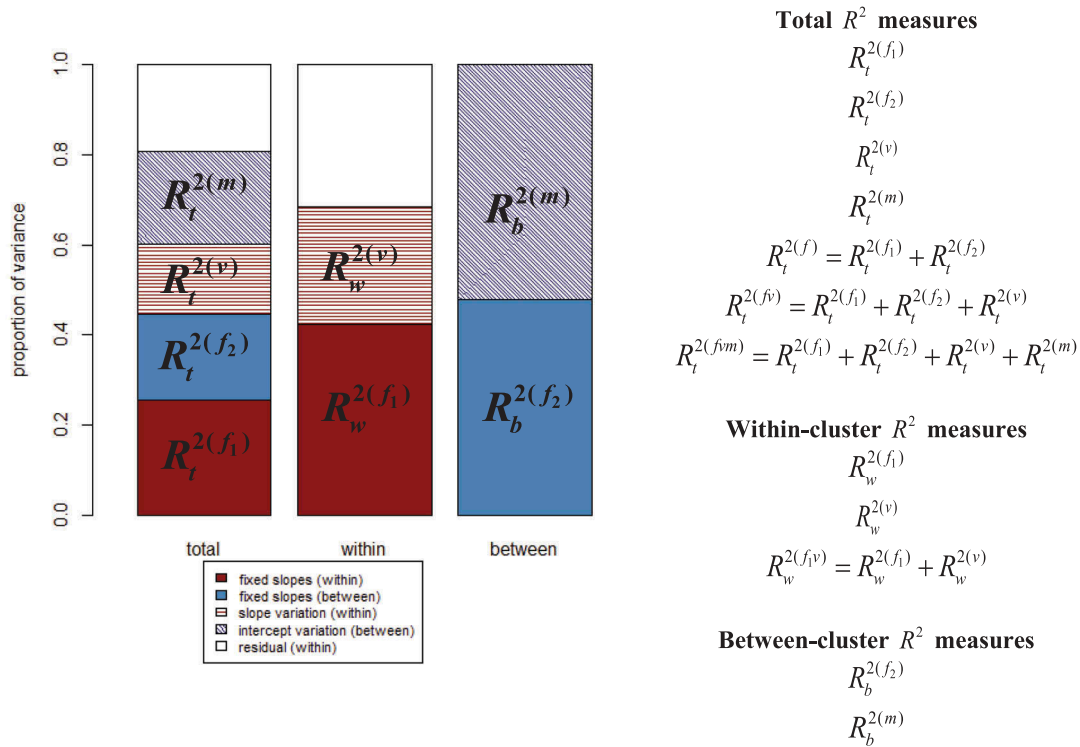 proportion of variance
1.0
0.8
0.6
0.4
0.2
0.0
R_t^{2(m)}
R_t^{2(v)}
R_t^{2(f_2)}
R_t^{2(f_1)}
R_w^{2(v)}
R_w^{2(f_1)}
R_b^{2(m)}
R_b^{2(f_2)}
total within between
fixed slopes (within)
fixed slopes (between)
slope variation (within)
intercept variation (between)
residual (within)
Total R^2 measures
R_t^{2(f_1)}
R_t^{2(f_2)}
R_t^{2(v)}
R_t^{2(m)}
R_t^{2(f)} = R_t^{2(f_1)} + R_t^{2(f_2)}
R_t^{2(fv)} = R_t^{2(f_1)} + R_t^{2(f_2)} + R_t^{2(v)}
R_t^{2(fvm)} = R_t^{2(f_1)} + R_t^{2(f_2)} + R_t^{2(v)} + R_t^{2(m)}
Within-cluster R^2 measures
R_w^{2(f_1)}
R_w^{2(v)}
R_w^{2(f_1v)} = R_w^{2(f_1)} + R_w^{2(v)}
Between-cluster R^2 measures
R_b^{2(f_2)}
R_b^{2(m)}